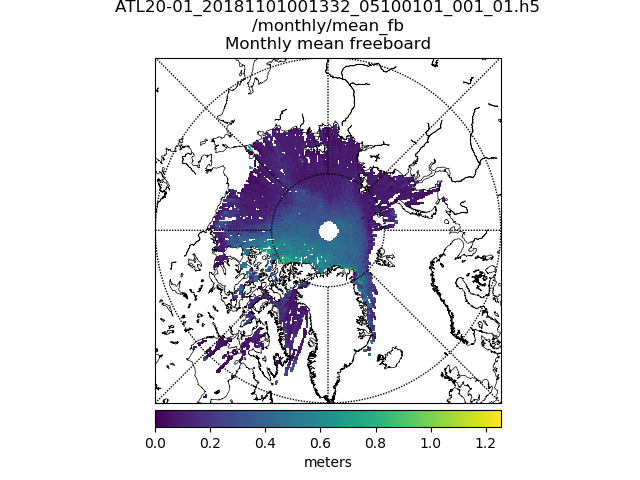 ATL20-01_20181101001332_05100101_001_01.h5
/monthly/mean_fb
Monthly mean freeboard
0.0 0.2 0.4 0.6 0.8 1.0 1.2
meters